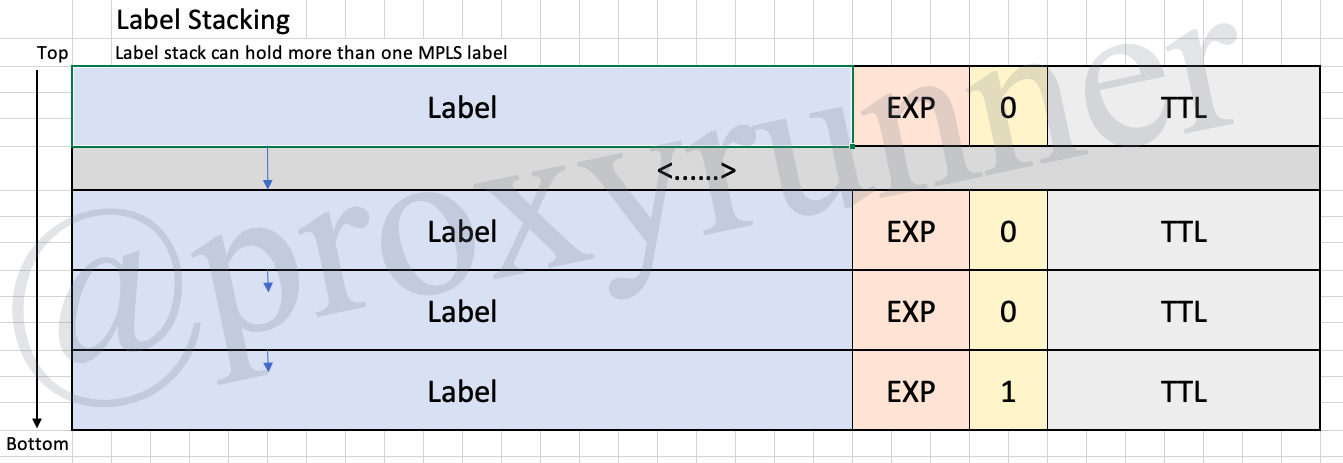 Label Stacking
Top Label stack can hold more than one MPLS label
Label EXP 0 TTL
<......>
Label EXP 0 TTL
Label EXP 0 TTL
Label EXP 1 TTL
Bottom
@proxyrunner